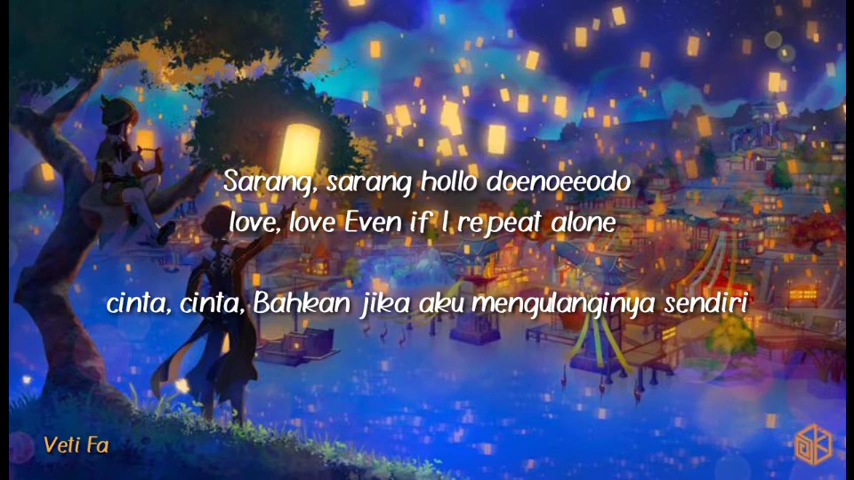 Sarang, sarang hollo doenoeeodo
love, love Even if I repeat alone
cinta, cinta, Bahkan jika aku mengulanginya sendiri
Veti Fa